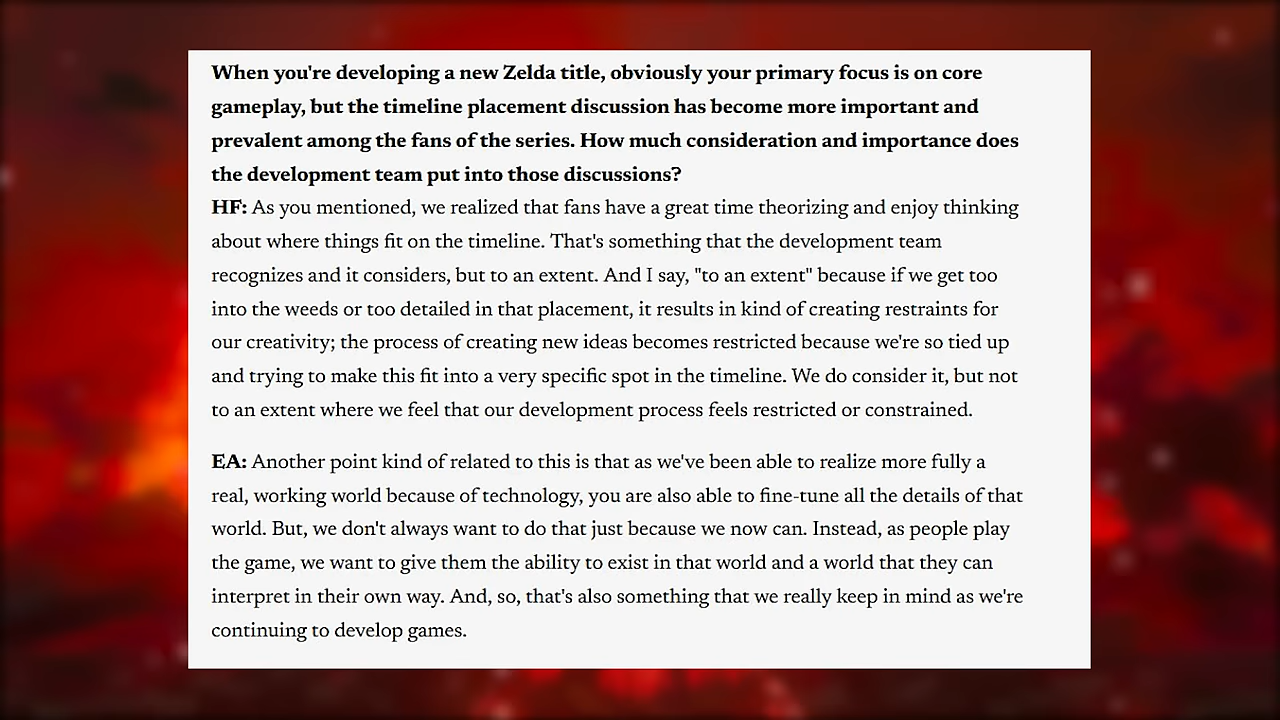 When you're developing a new Zelda title, obviously your primary focus is on core
gameplay, but the timeline placement discussion has become more important and
prevalent among the fans of the series. How much consideration and importance does
the development team put into those discussions?
HF: As you mentioned, we realized that fans have a great time theorizing and enjoy thinking
about where things fit on the timeline. That's something that the development team
recognizes and it considers, but to an extent. And I say, "to an extent" because if we get too
into the weeds or too detailed in that placement, it results in kind of creating restraints for
our creativity; the process of creating new ideas becomes restricted because we're so tied up
and trying to make this fit into a very specific spot in the timeline. We do consider it, but not
to an extent where we feel that our development process feels restricted or constrained.
EA: Another point kind of related to this is that as we've been able to realize more fully a
real, working world because of technology, you are also able to fine-tune all the details of that
world. But, we don't always want to do that just because we now can. Instead, as people play
the game, we want to give them the ability to exist in that world and a world that they can
interpret in their own way. And, so, that's also something that we really keep in mind as we're
continuing to develop games.